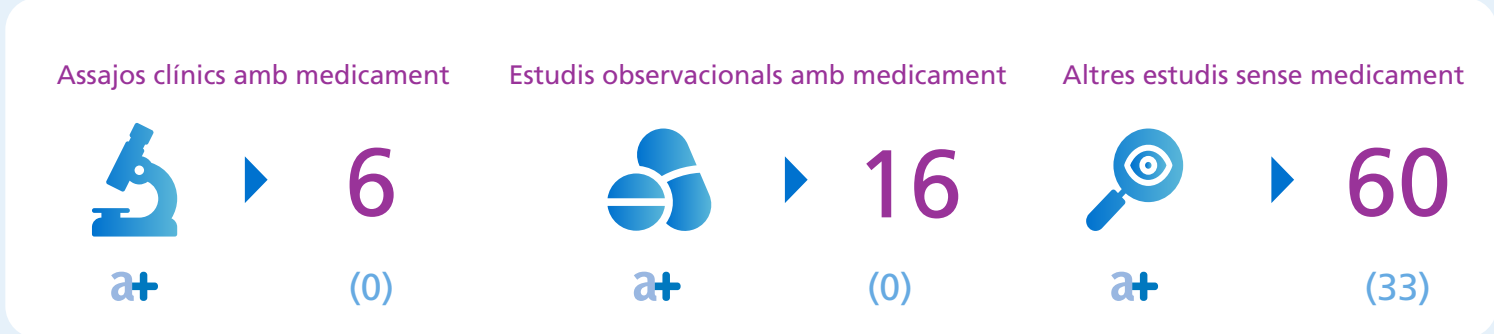 Assajos clínics amb medicament
Estudis observacionals amb medicament
Altres estudis sense medicament
6
16
60
a+
(0)
a+
(0)
a+
(33)